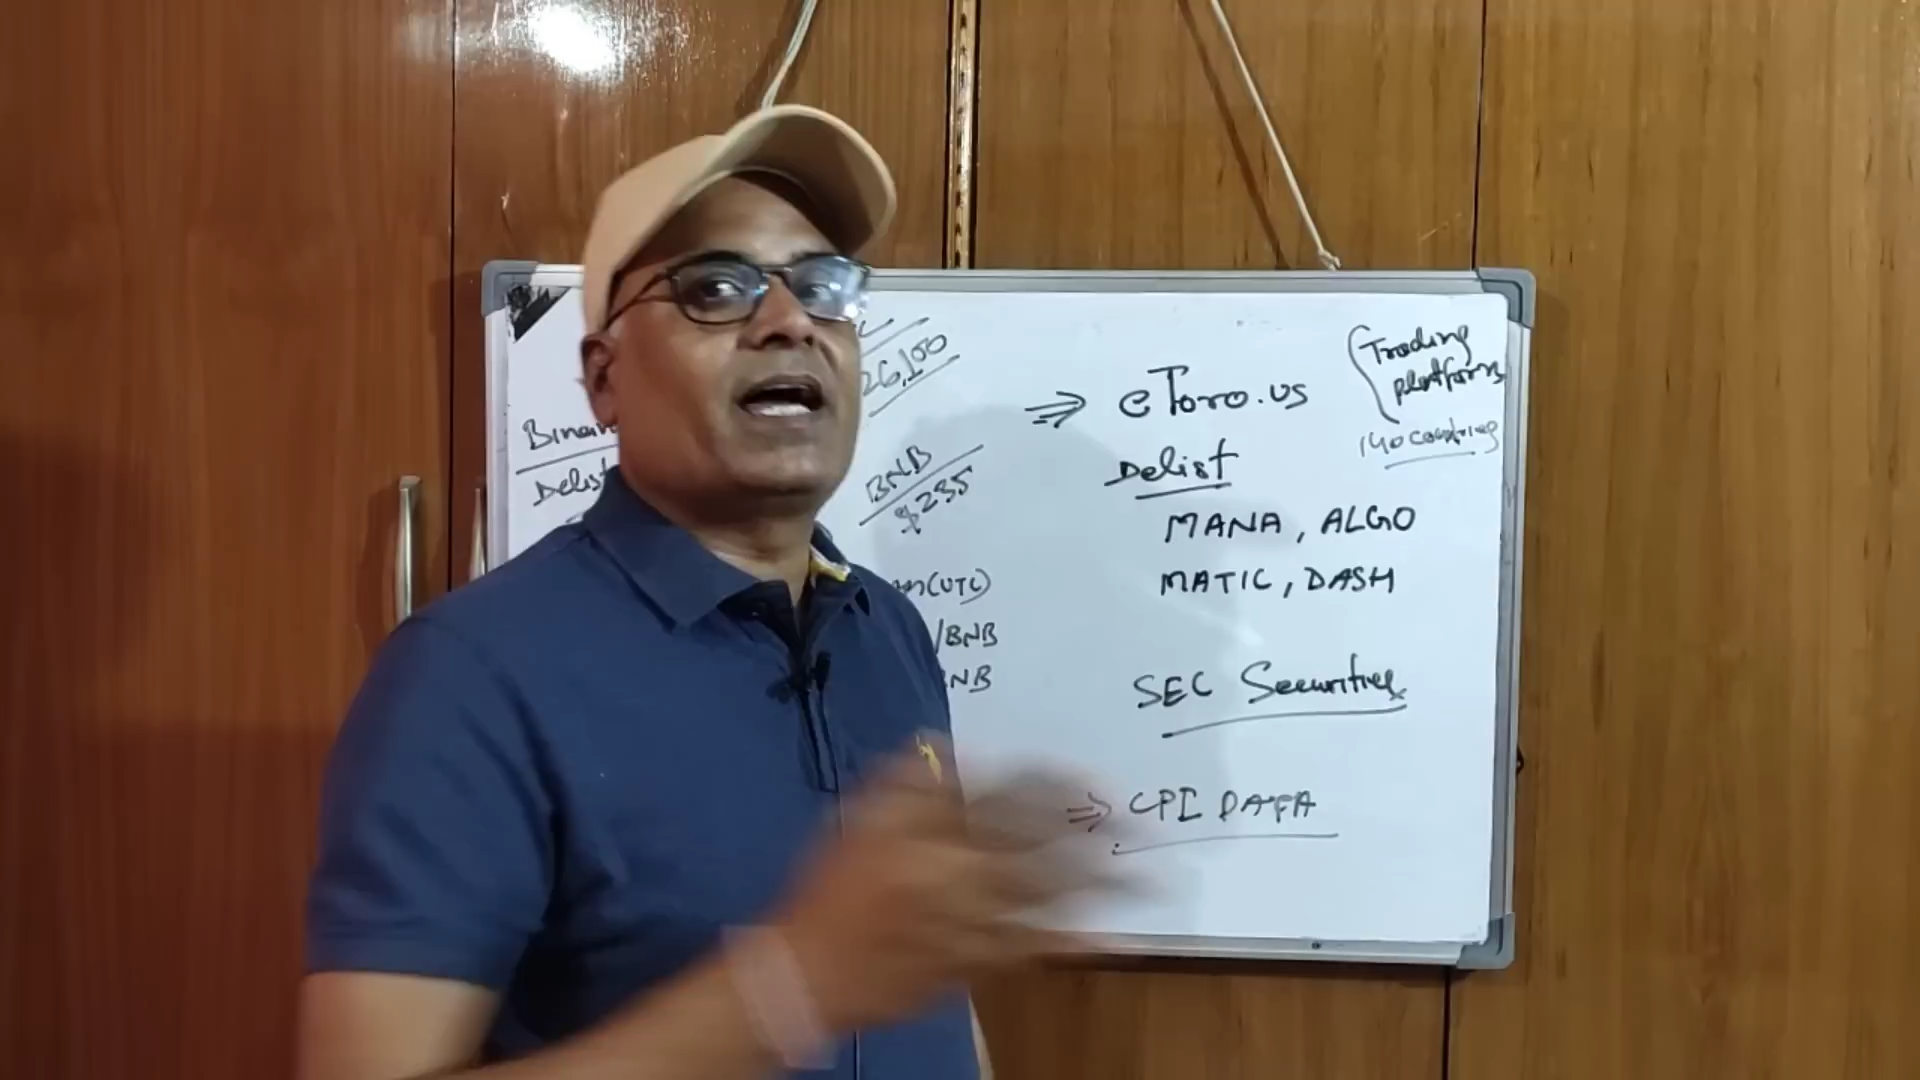 26,100
BNB
$235
(UTC)
/BNB
NB
⇒ eToro.us
Delist
MANA, ALGO
MATIC, DASH
SEC Securities
⇒ CPI DATA
Trading
platforms
140 countries
Binan
Delist